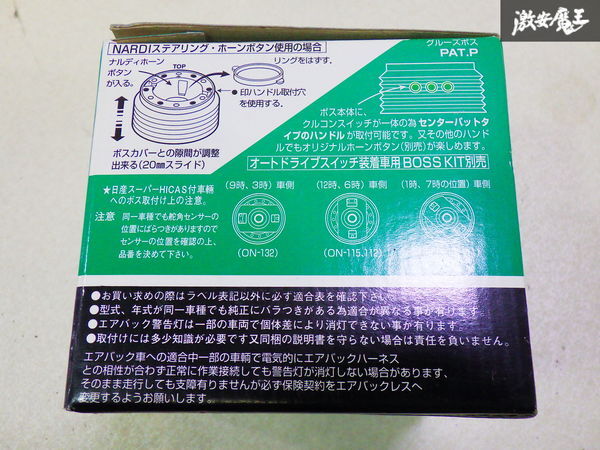 激安魔王
NARDIステアリング・ホーンボタン使用の場合
ナルディホーン
ボタン
が入る。
TOP
リングをはずす。
●印ハンドル取付穴
を使用する。
ボスカバーとの隙間が調整
出来る(20mmスライド)
クルーズボス
PAT.P
ボス本体に、
クルコンスイッチが一体の為センターパットタ
イプのハンドルが取付可能です。又その他のハンド
ルでもオリジナルホーンボタン(別売)が楽しめます。
オートドライブスイッチ装着車用BOSS KIT別売
★日産スーパーHICAS付車輌
へのボス取付け上の注意。
注意 同一車種でも舵角センサーの
位置にばらつきがありますので
センサーの位置を確認の上、
品番を決めて下さい。
(9時、3時)車側
(ON-132)
(12時、6時)車側
(ON-115,112)
(1時、7時の位置)車側
●お買い求めの際はラベル表記以外に必ず適合表を確認下さい。
●型式、年式が同一車種でも純正にバラつきがある為適合が異なる事が有ります。
●エアバック警告灯は一部の車両で個体差により消灯できない事が有ります。
●取付けには多少知識が必要です又同梱の説明書を守らない場合は責任を負いません。
エアバック車への適合中一部の車輌で電気的にエアバックハーネス
との相性が合わず正常に作業接続しても警告灯が消灯しない場合があります。
そのまま走行しても支障有りませんが必ず保険契約をエアバックレスへ
変更するようお願いします。